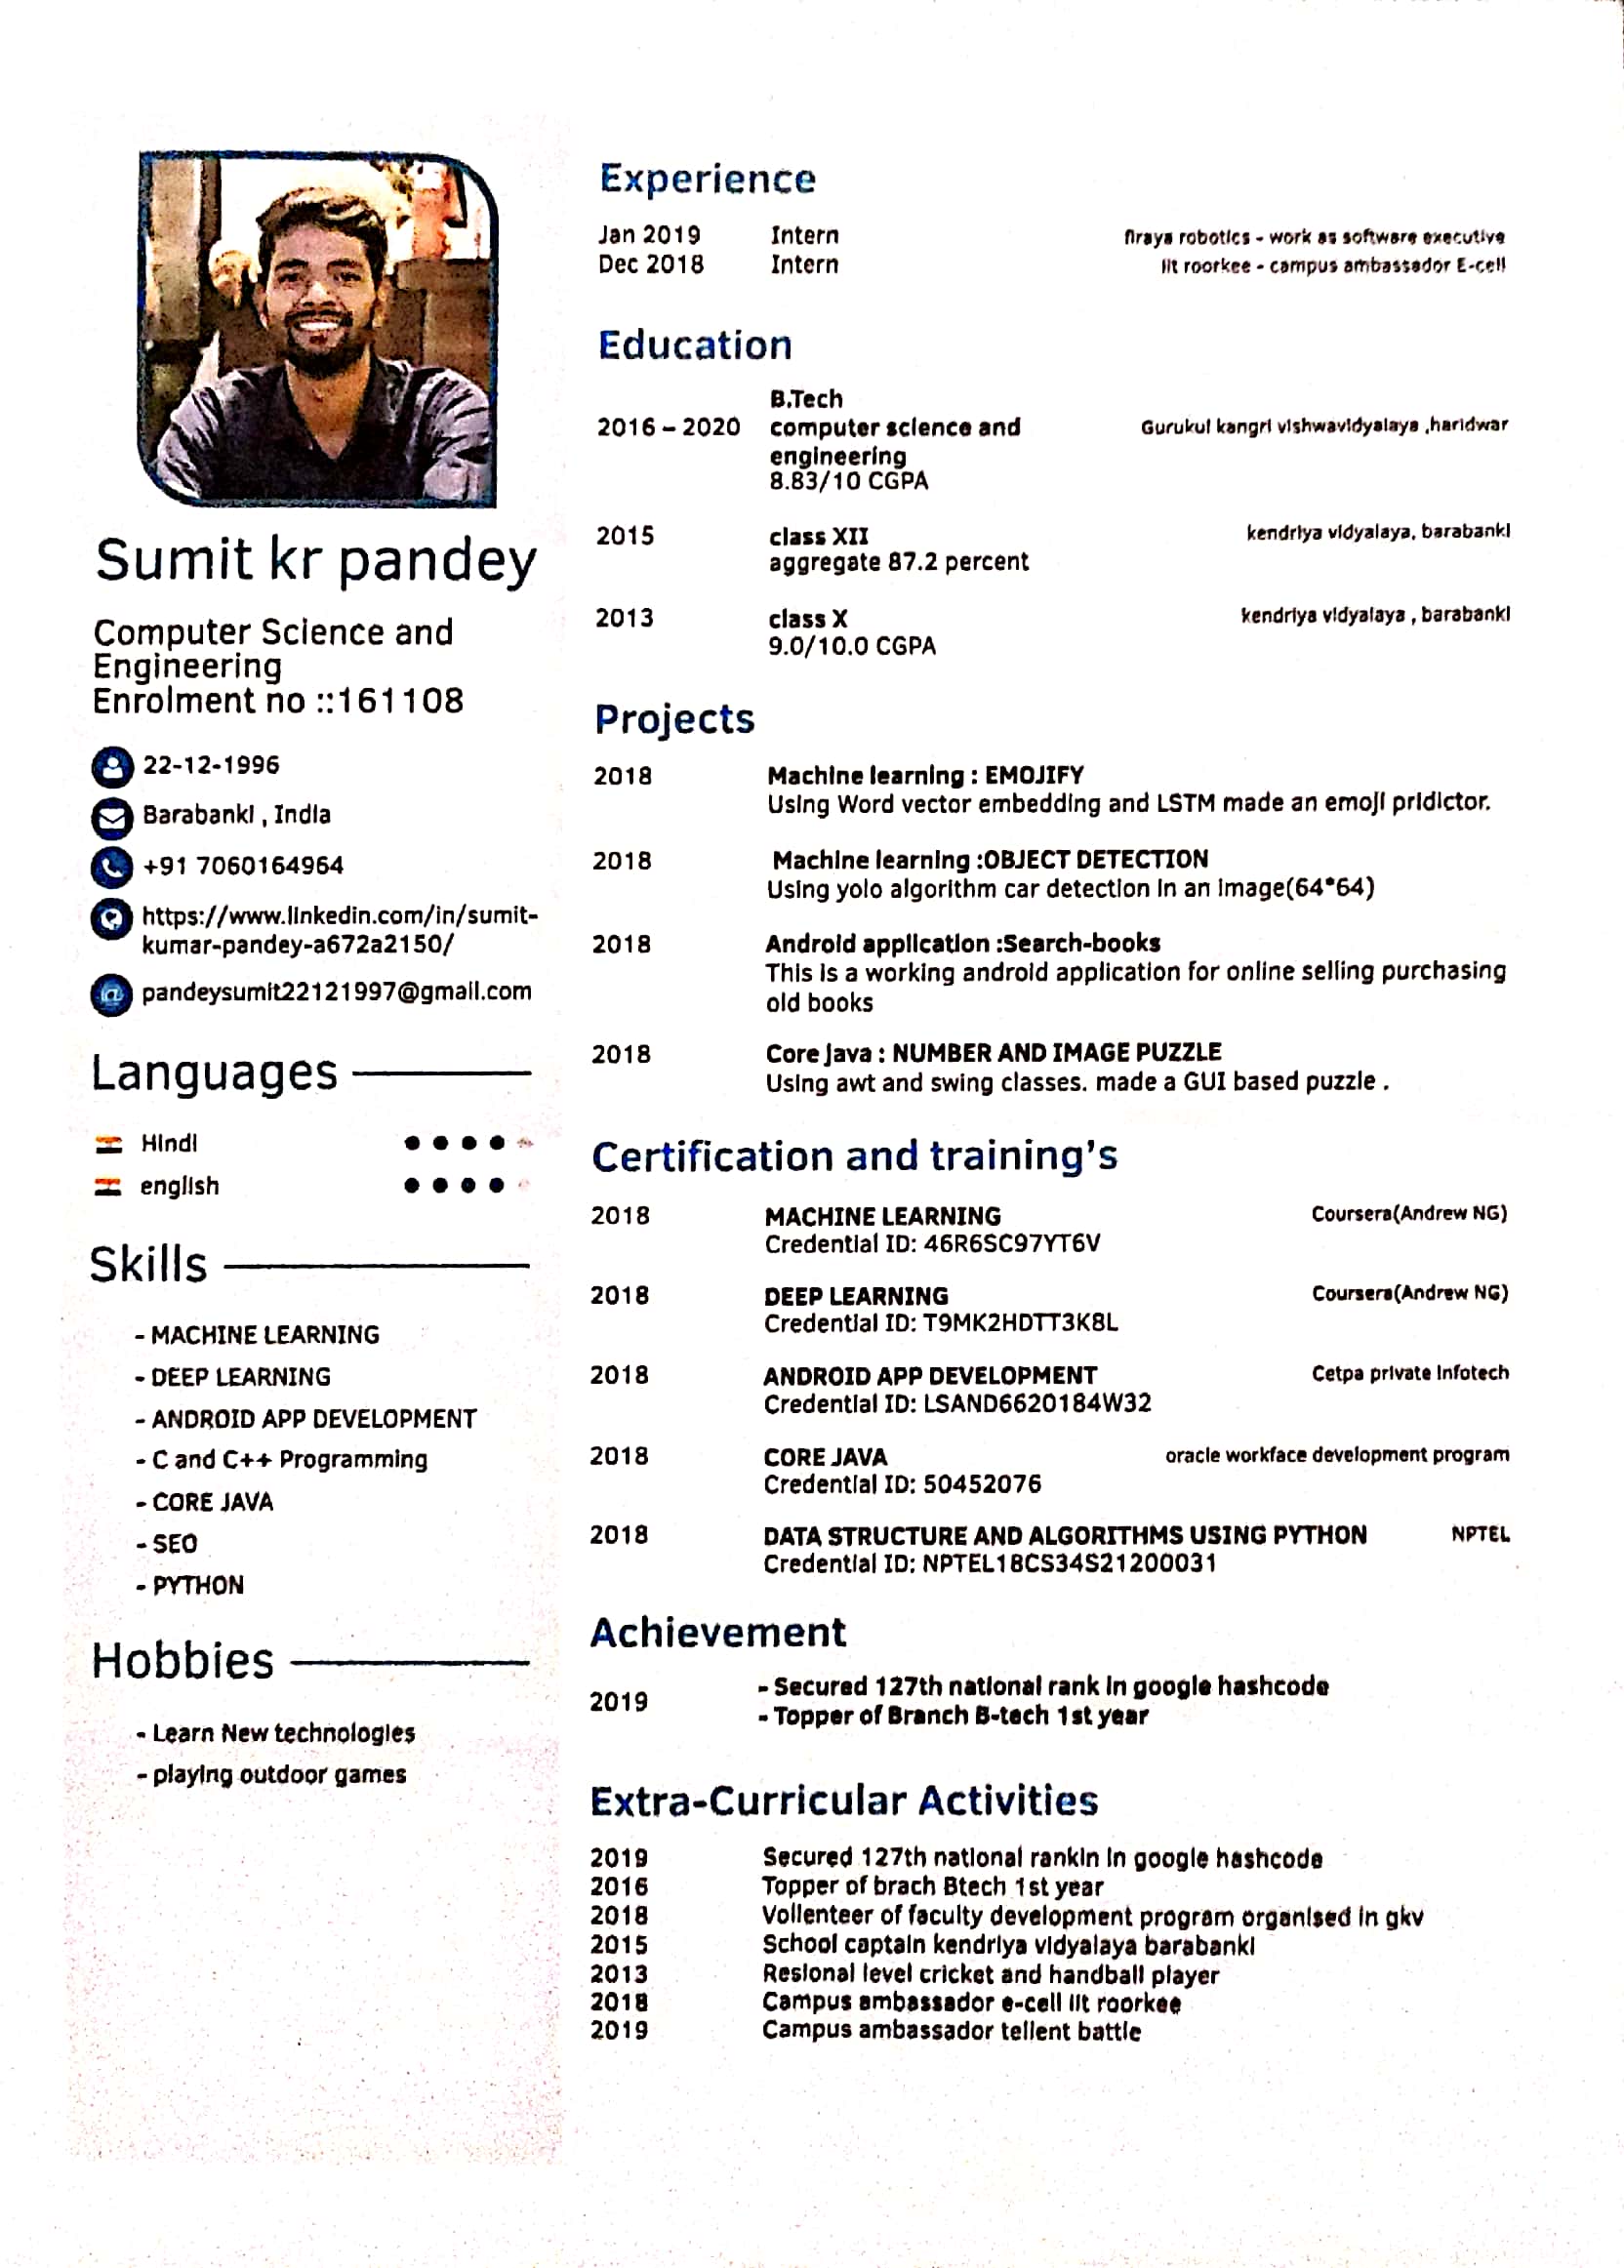 Sumit kr pandey
Computer Science and
Engineering
Enrolment no ::161108
22-12-1996
Barabanki , India
+91 7060164964
https://www.linkedin.com/in/sumit-
kumar-pandey-a672a2150/
pandeysumit22121997@gmail.com
Languages
Hindi
english
Skills
- MACHINE LEARNING
- DEEP LEARNING
- ANDROID APP DEVELOPMENT
- C and C++ Programming
- CORE JAVA
- SEO
- PYTHON
Hobbies
- Learn New technologies
- playing outdoor games
Experience
Jan 2019 Intern robotics - work as software executive
Dec 2018 Intern iit roorkee - campus ambassador E-cell
Education
B.Tech
2016 – 2020 computer science and Gurukul kangri vishwavidyalaya ,haridwar
engineering
8.83/10 CGPA
2015 class XII kendriya vidyalaya, barabanki
aggregate 87.2 percent
2013 class X kendriya vidyalaya , barabanki
9.0/10.0 CGPA
Projects
2018 Machine learning : EMOJIFY
Using Word vector embedding and LSTM made an emoji pridictor.
2018 Machine learning :OBJECT DETECTION
Using yolo algorithm car detection in an image(64*64)
2018 Android application :Search-books
This is a working android application for online selling purchasing
old books
2018 Core java : NUMBER AND IMAGE PUZZLE
Using awt and swing classes. made a GUI based puzzle .
Certification and training's
2018 MACHINE LEARNING Coursera(Andrew NG)
Credential ID: 46R6SC97YT6V
2018 DEEP LEARNING Coursera(Andrew NG)
Credential ID: T9MK2HDTT3K8L
2018 ANDROID APP DEVELOPMENT Cetpa private infotech
Credential ID: LSAND6620184W32
2018 CORE JAVA oracle workface development program
Credential ID: 50452076
2018 DATA STRUCTURE AND ALGORITHMS USING PYTHON NPTEL
Credential ID: NPTEL18CS34S21200031
Achievement
- Secured 127th national rank in google hashcode
2019
- Topper of Branch B-tech 1st year
Extra-Curricular Activities
2019 Secured 127th national rankin in google hashcode
2016 Topper of brach Btech 1st year
2018 Vollenteer of faculty development program organised in gkv
2015 School captain kendriya vidyalaya barabanki
2013 Resional level cricket and handball player
2018 Campus ambassador e-cell iit roorkee
2019 Campus ambassador tellent battle